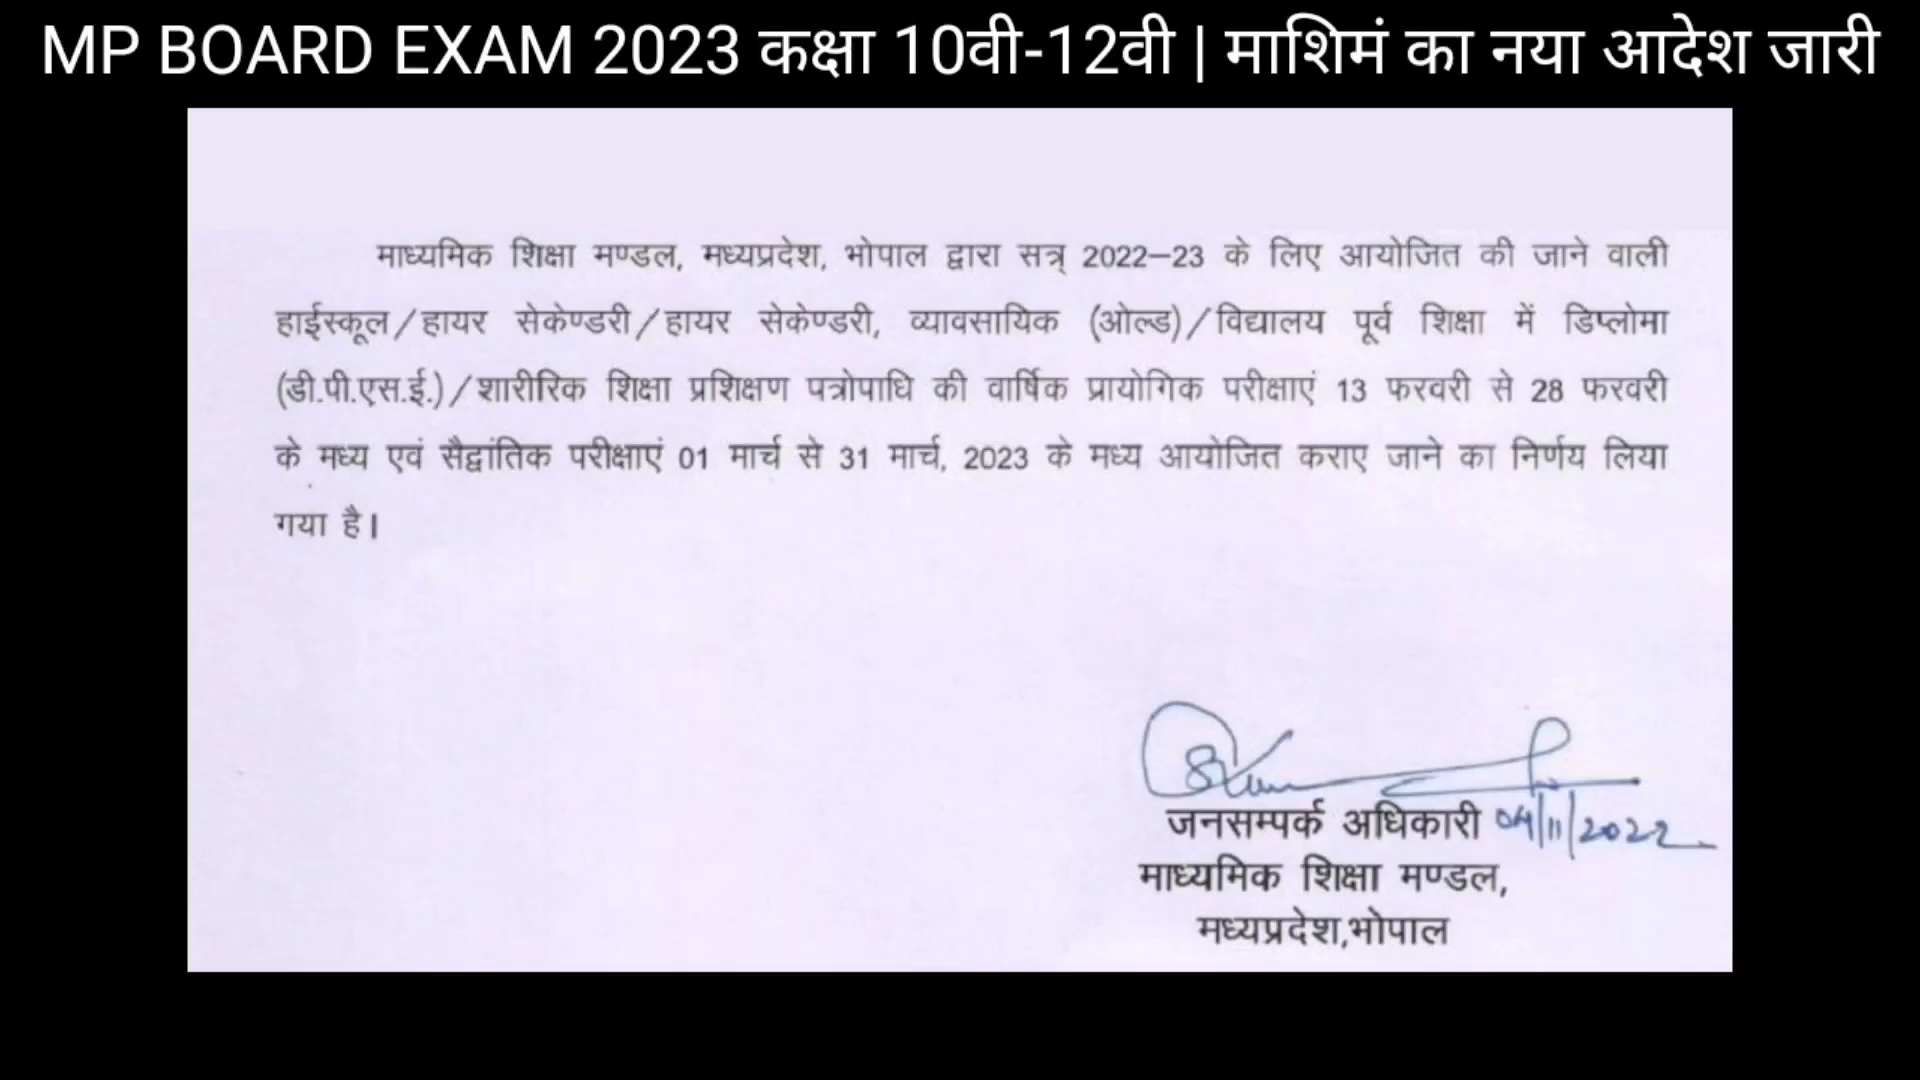 MP BOARD EXAM 2023 कक्षा 10वी-12वी | माशिमं का नया आदेश जारी
माध्यमिक शिक्षा मण्डल, मध्यप्रदेश, भोपाल द्वारा सत्र् 2022–23 के लिए आयोजित की जाने वाली
हाईस्कूल/हायर सेकेण्डरी/हायर सेकेण्डरी, व्यावसायिक (ओल्ड)/विद्यालय पूर्व शिक्षा में डिप्लोमा
(डी.पी.एस.ई.)/शारीरिक शिक्षा प्रशिक्षण पत्रोपाधि की वार्षिक प्रायोगिक परीक्षाएं 13 फरवरी से 28 फरवरी
के मध्य एवं सैद्वांतिक परीक्षाएं 01 मार्च से 31 मार्च, 2023 के मध्य आयोजित कराए जाने का निर्णय लिया
गया है।
जनसम्पर्क अधिकारी 04/11/2022
माध्यमिक शिक्षा मण्डल,
मध्यप्रदेश,भोपाल